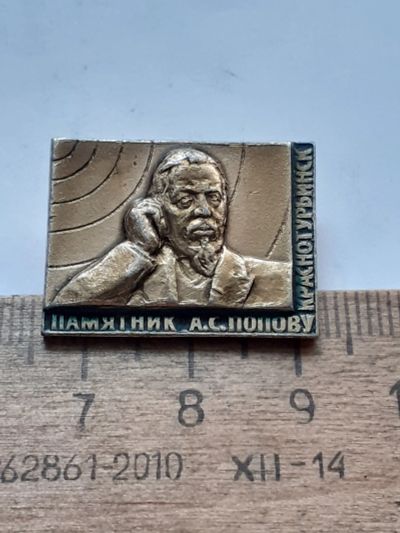 КРАСНОТУРЬИНСК
ПАМЯТНИК А.С.ПОПОВУ
7 8 9
62861-2010 XII-14